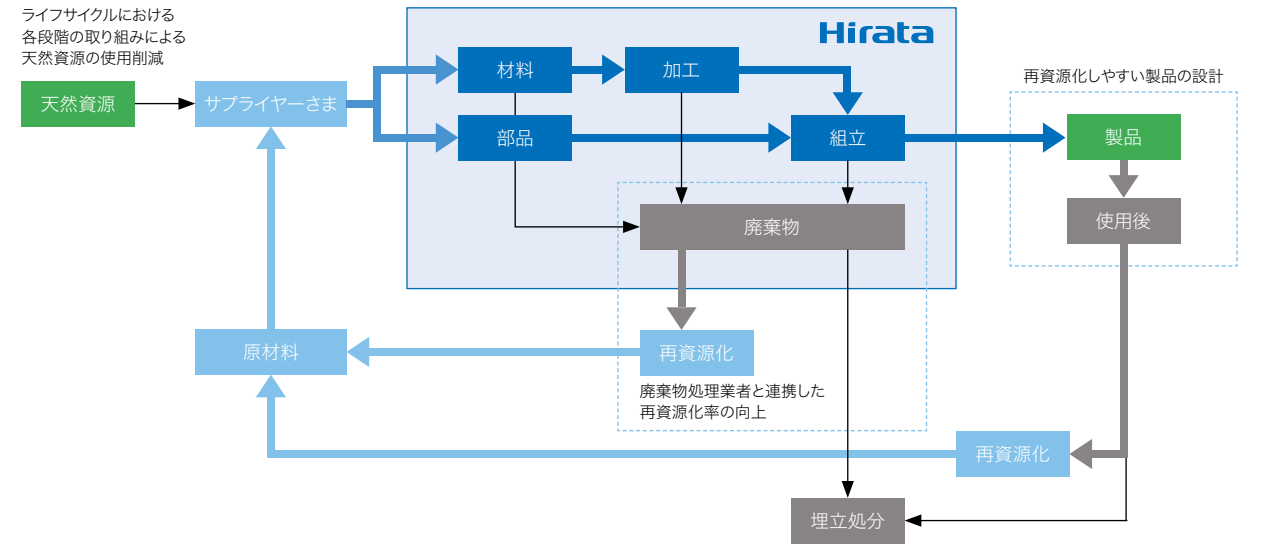 ライフサイクルにおける
各段階の取り組みによる
天然資源の使用削減
Hirata
天然資源
サプライヤーさま
材料
加工
部品
組立
再資源化しやすい製品の設計
製品
使用後
廃棄物
再資源化
廃棄物処理業者と連携した
再資源化率の向上
原材料
再資源化
埋立処分